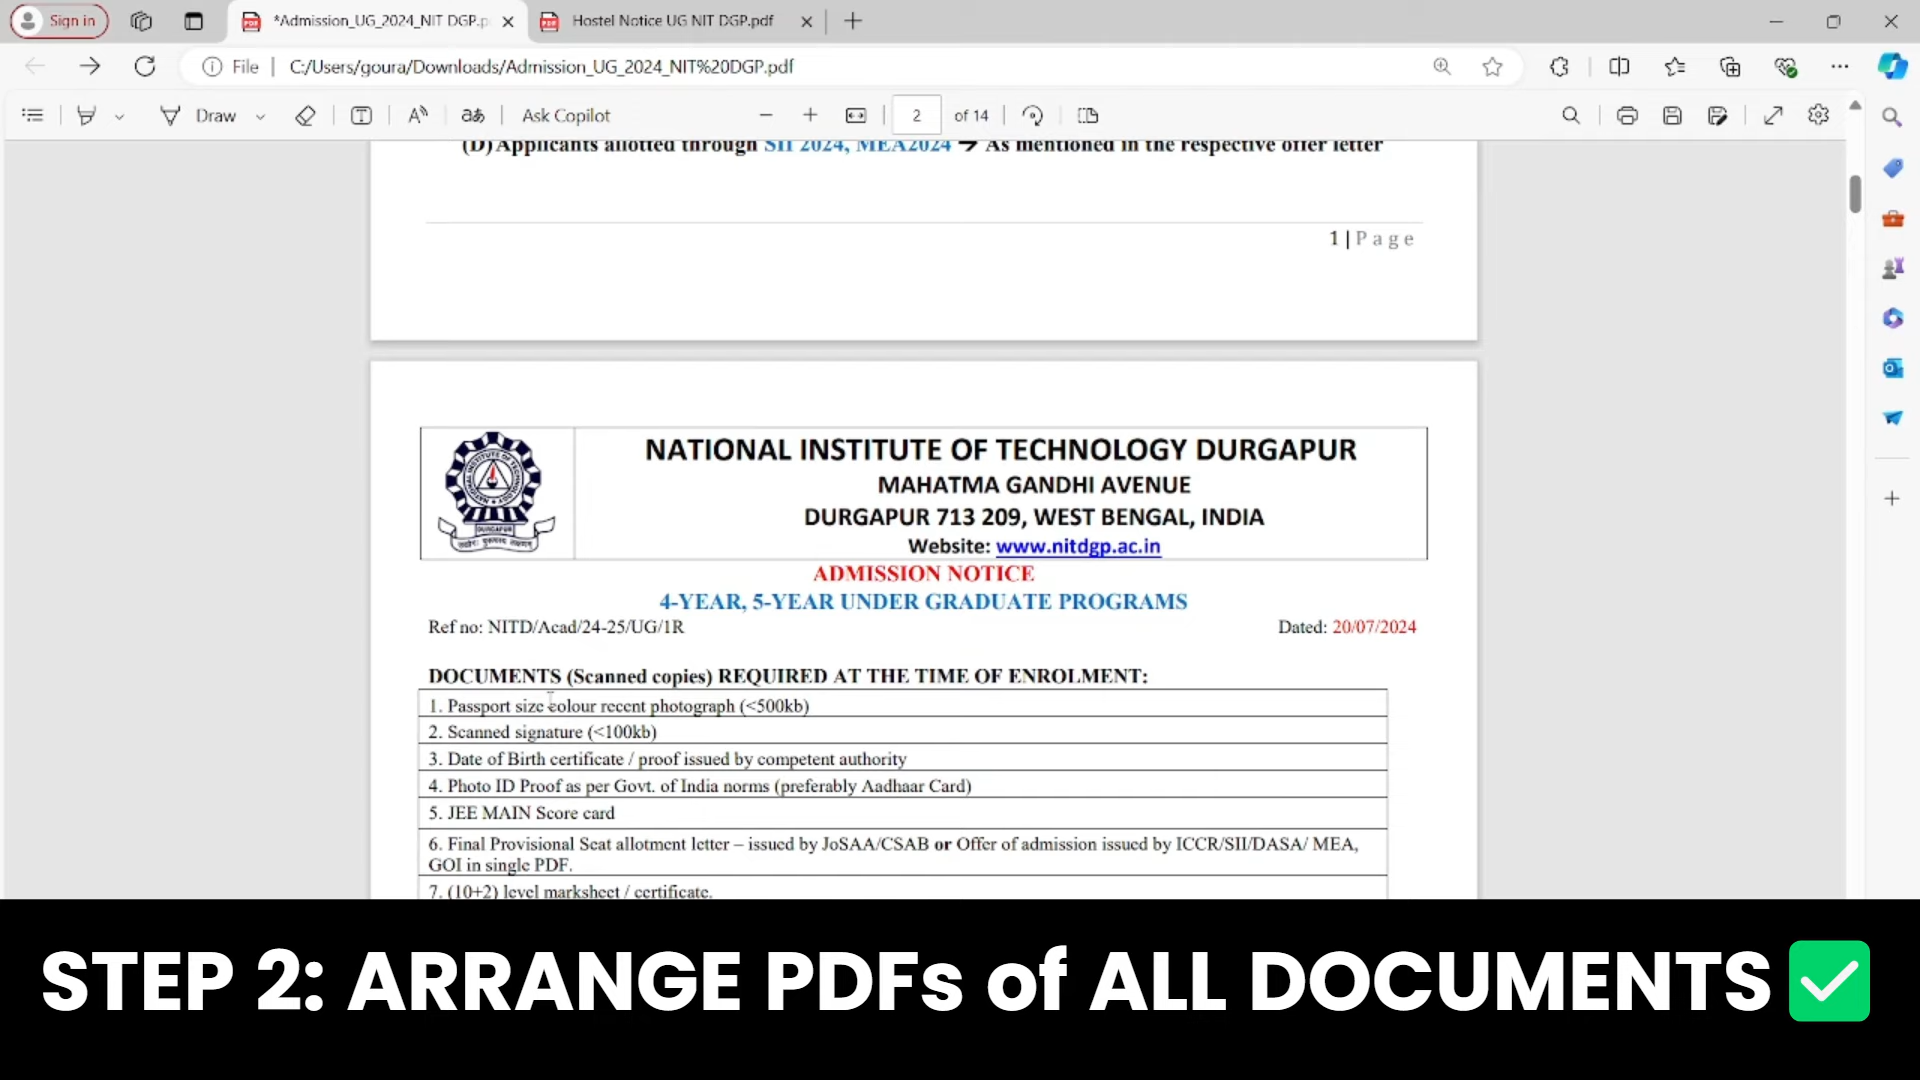 Sign in
*Admission_UG_2024_NIT DGP.p
Hostel Notice UG NIT DGP.pdf
File
C:/Users/goura/Downloads/Admission_UG_2024_NIT%20DGP.pdf
Draw
Ask Copilot
2 of 14
(D) Applicants allotted through SII 2024, MEA2024 ➔ As mentioned in the respective offer letter
1 | P a g e
NATIONAL INSTITUTE OF TECHNOLOGY DURGAPUR
MAHATMA GANDHI AVENUE
DURGAPUR 713 209, WEST BENGAL, INDIA
Website: www.nitdgp.ac.in
DURGAPUR
ADMISSION NOTICE
4-YEAR, 5-YEAR UNDER GRADUATE PROGRAMS
Ref no: NITD/Acad/24-25/UG/1R
Dated: 20/07/2024
DOCUMENTS (Scanned copies) REQUIRED AT THE TIME OF ENROLMENT:
1. Passport size colour recent photograph (<500kb)
2. Scanned signature (<100kb)
3. Date of Birth certificate / proof issued by competent authority
4. Photo ID Proof as per Govt. of India norms (preferably Aadhaar Card)
5. JEE MAIN Score card
6. Final Provisional Seat allotment letter – issued by JoSAA/CSAB or Offer of admission issued by ICCR/SII/DASA/ MEA,
GOI in single PDF.
7. (10+2) level marksheet / certificate.
STEP 2: ARRANGE PDFs of ALL DOCUMENTS